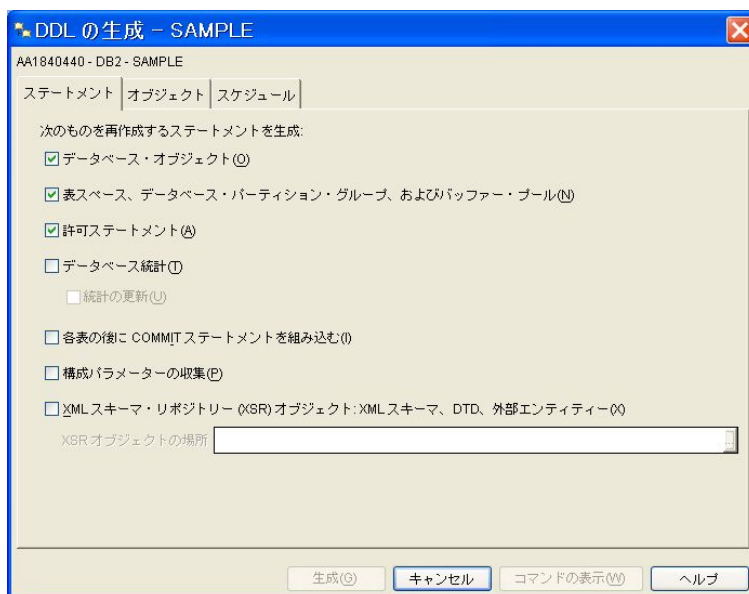 DDL の生成 – SAMPLE
AA1840440 - DB2 - SAMPLE
ステートメント オブジェクト スケジュール
次のものを再作成するステートメントを生成:
データベース・オブジェクト(O)
表スペース、データベース・パーティション・グループ、およびバッファー・プール(N)
許可ステートメント(A)
データベース統計(T)
統計の更新(U)
各表の後に COMMIT ステートメントを組み込む(I)
構成パラメーターの収集(P)
XML スキーマ・リポジトリー (XSR) オブジェクト: XML スキーマ、DTD、外部エンティティー(X)
XSR オブジェクトの場所 ...
生成(G) キャンセル コマンドの表示(W) ヘルプ